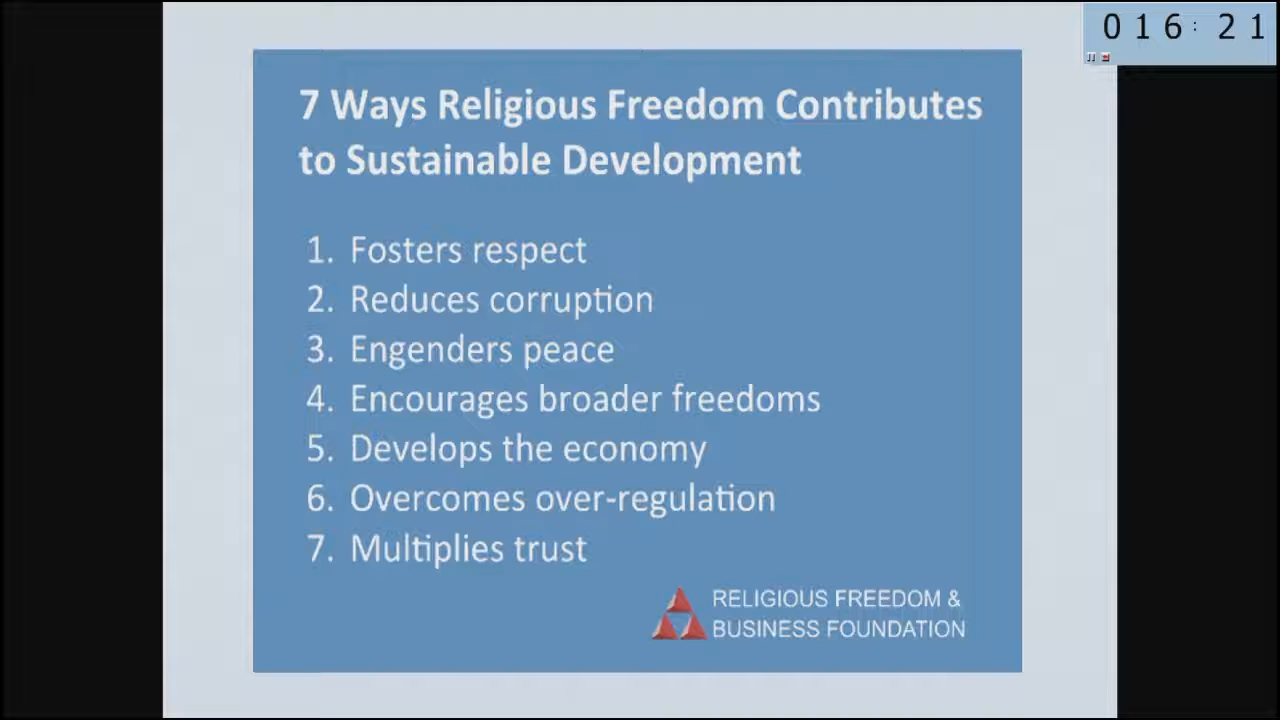 016:21
7 Ways Religious Freedom Contributes
to Sustainable Development
1. Fosters respect
2. Reduces corruption
3. Engenders peace
4. Encourages broader freedoms
5. Develops the economy
6. Overcomes over-regulation
7. Multiplies trust
RELIGIOUS FREEDOM &
BUSINESS FOUNDATION